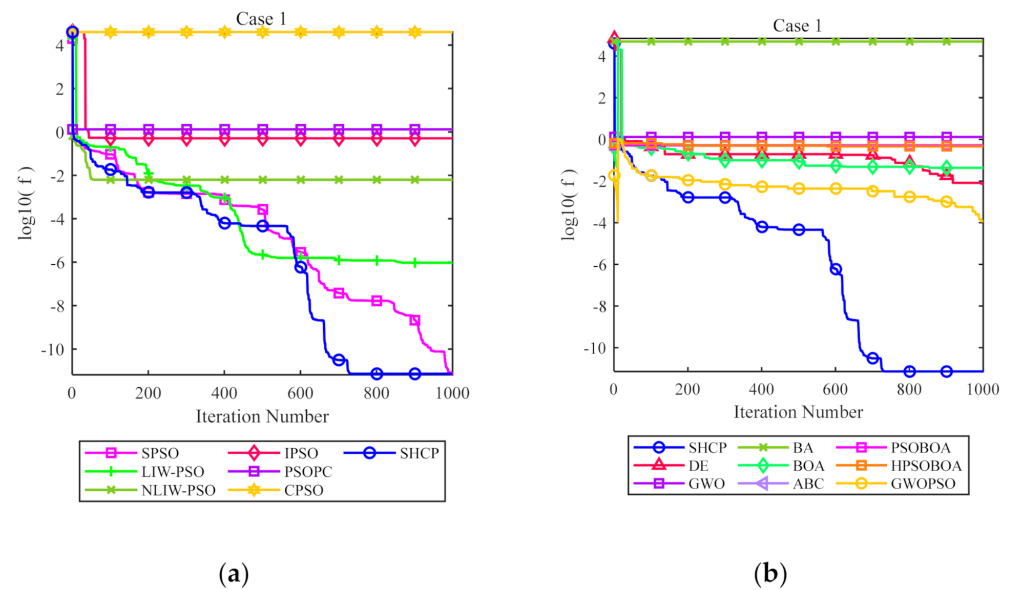 Case 1
4
2
0
-2
-4
-6
-8
-10
log10( f )
0 200 400 600 800 1000
Iteration Number
SPSO IPSO SHCP
LIW-PSO PSOPC
NLIW-PSO CPSO
(a)
Case 1
4
2
0
-2
-4
-6
-8
-10
log10( f )
0 200 400 600 800 1000
Iteration Number
SHCP BA PSOBOA
DE BOA HPSOBOA
GWO ABC GWOPSO
(b)